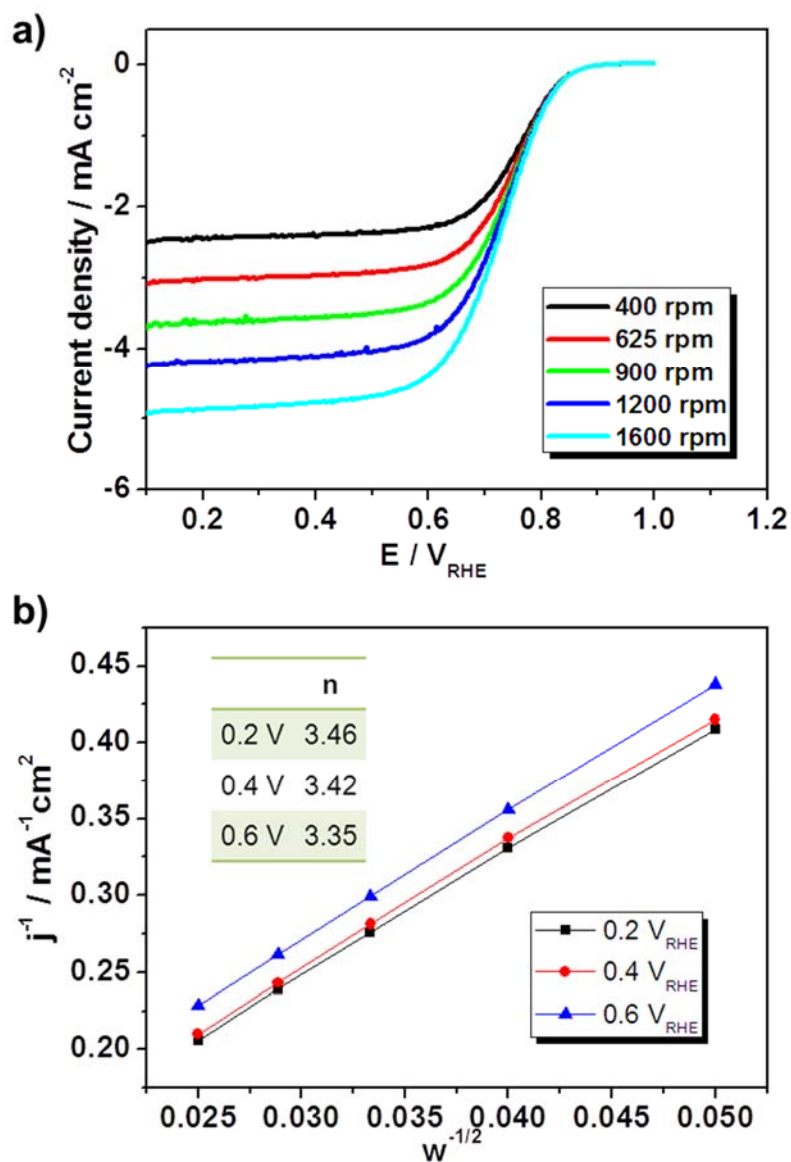 a)
Current density / mA cm-2
0
-2
-4
-6
400 rpm
625 rpm
900 rpm
1200 rpm
1600 rpm
0.2 0.4 0.6 0.8 1.0 1.2
E / VRHE
b)
j-1 / mA-1cm2
0.45
0.40
0.35
0.30
0.25
0.20
n
0.2 V 3.46
0.4 V 3.42
0.6 V 3.35
0.2 VRHE
0.4 VRHE
0.6 VRHE
0.025 0.030 0.035 0.040 0.045 0.050
w-1/2